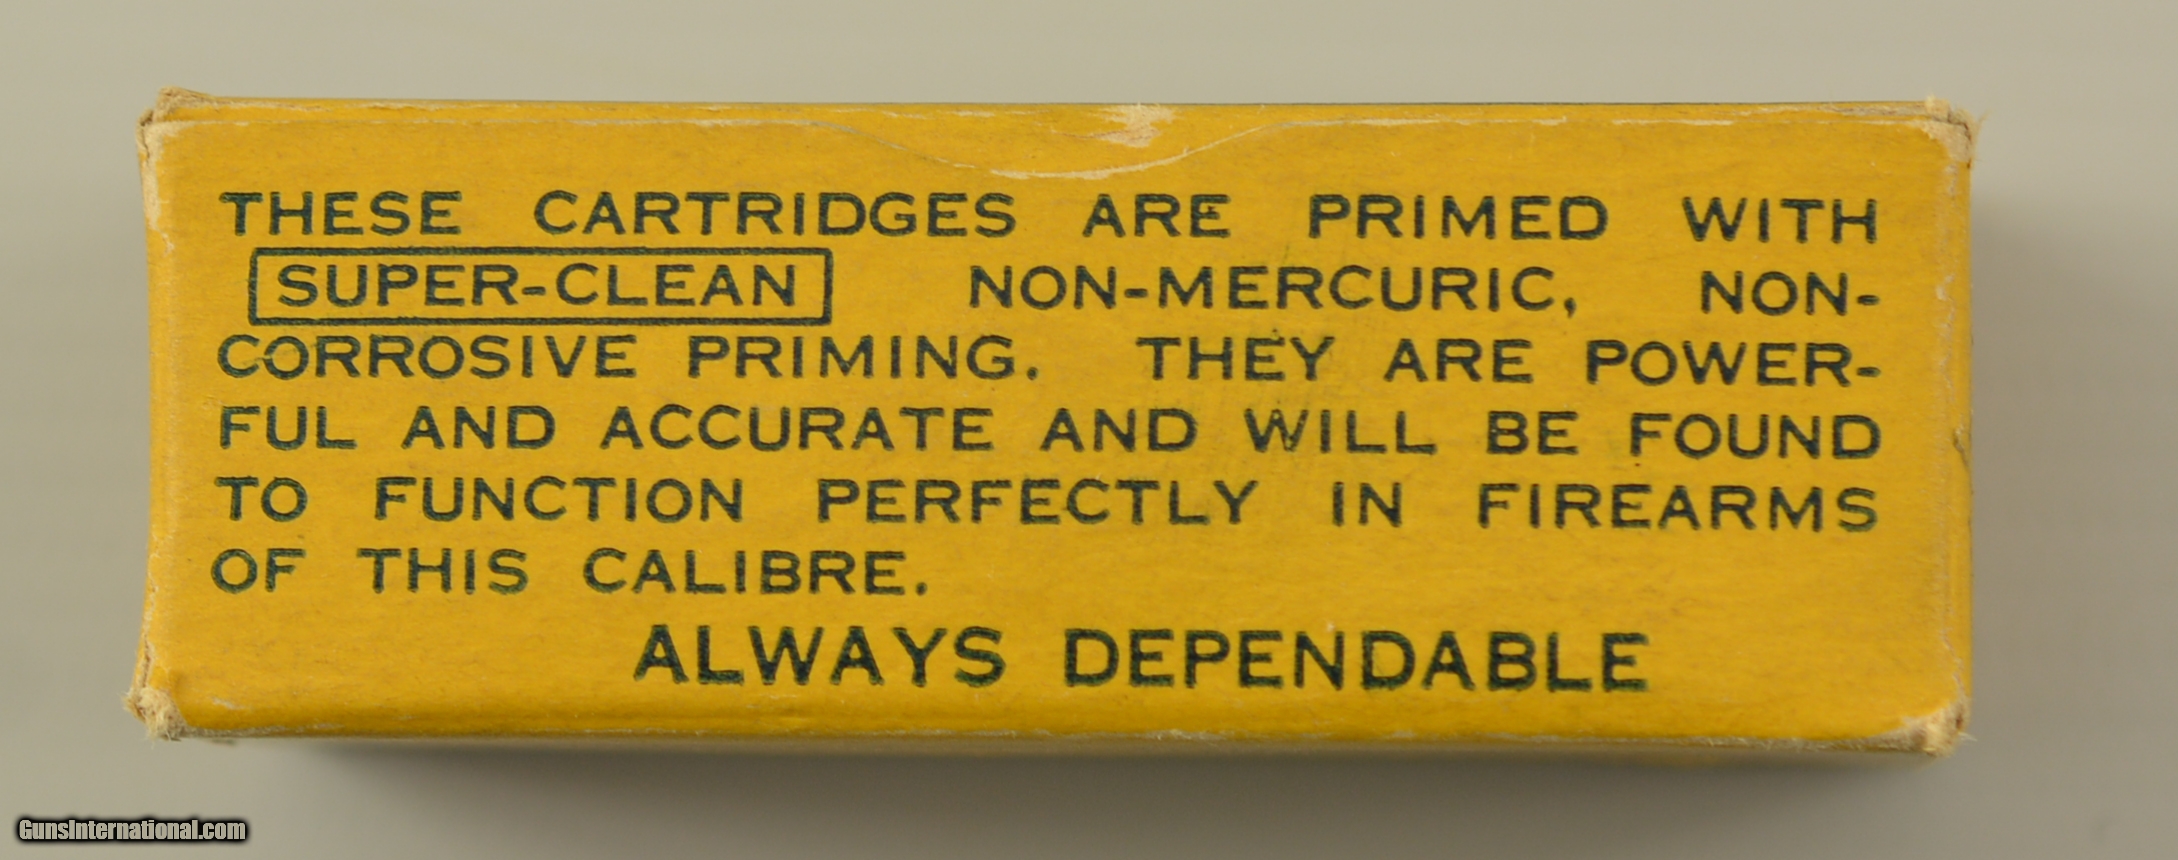 THESE CARTRIDGES ARE PRIMED WITH
SUPER-CLEAN NON-MERCURIC, NON-
CORROSIVE PRIMING. THEY ARE POWER-
FUL AND ACCURATE AND WILL BE FOUND
TO FUNCTION PERFECTLY IN FIREARMS
OF THIS CALIBRE.
ALWAYS DEPENDABLE
GunsInternational.com